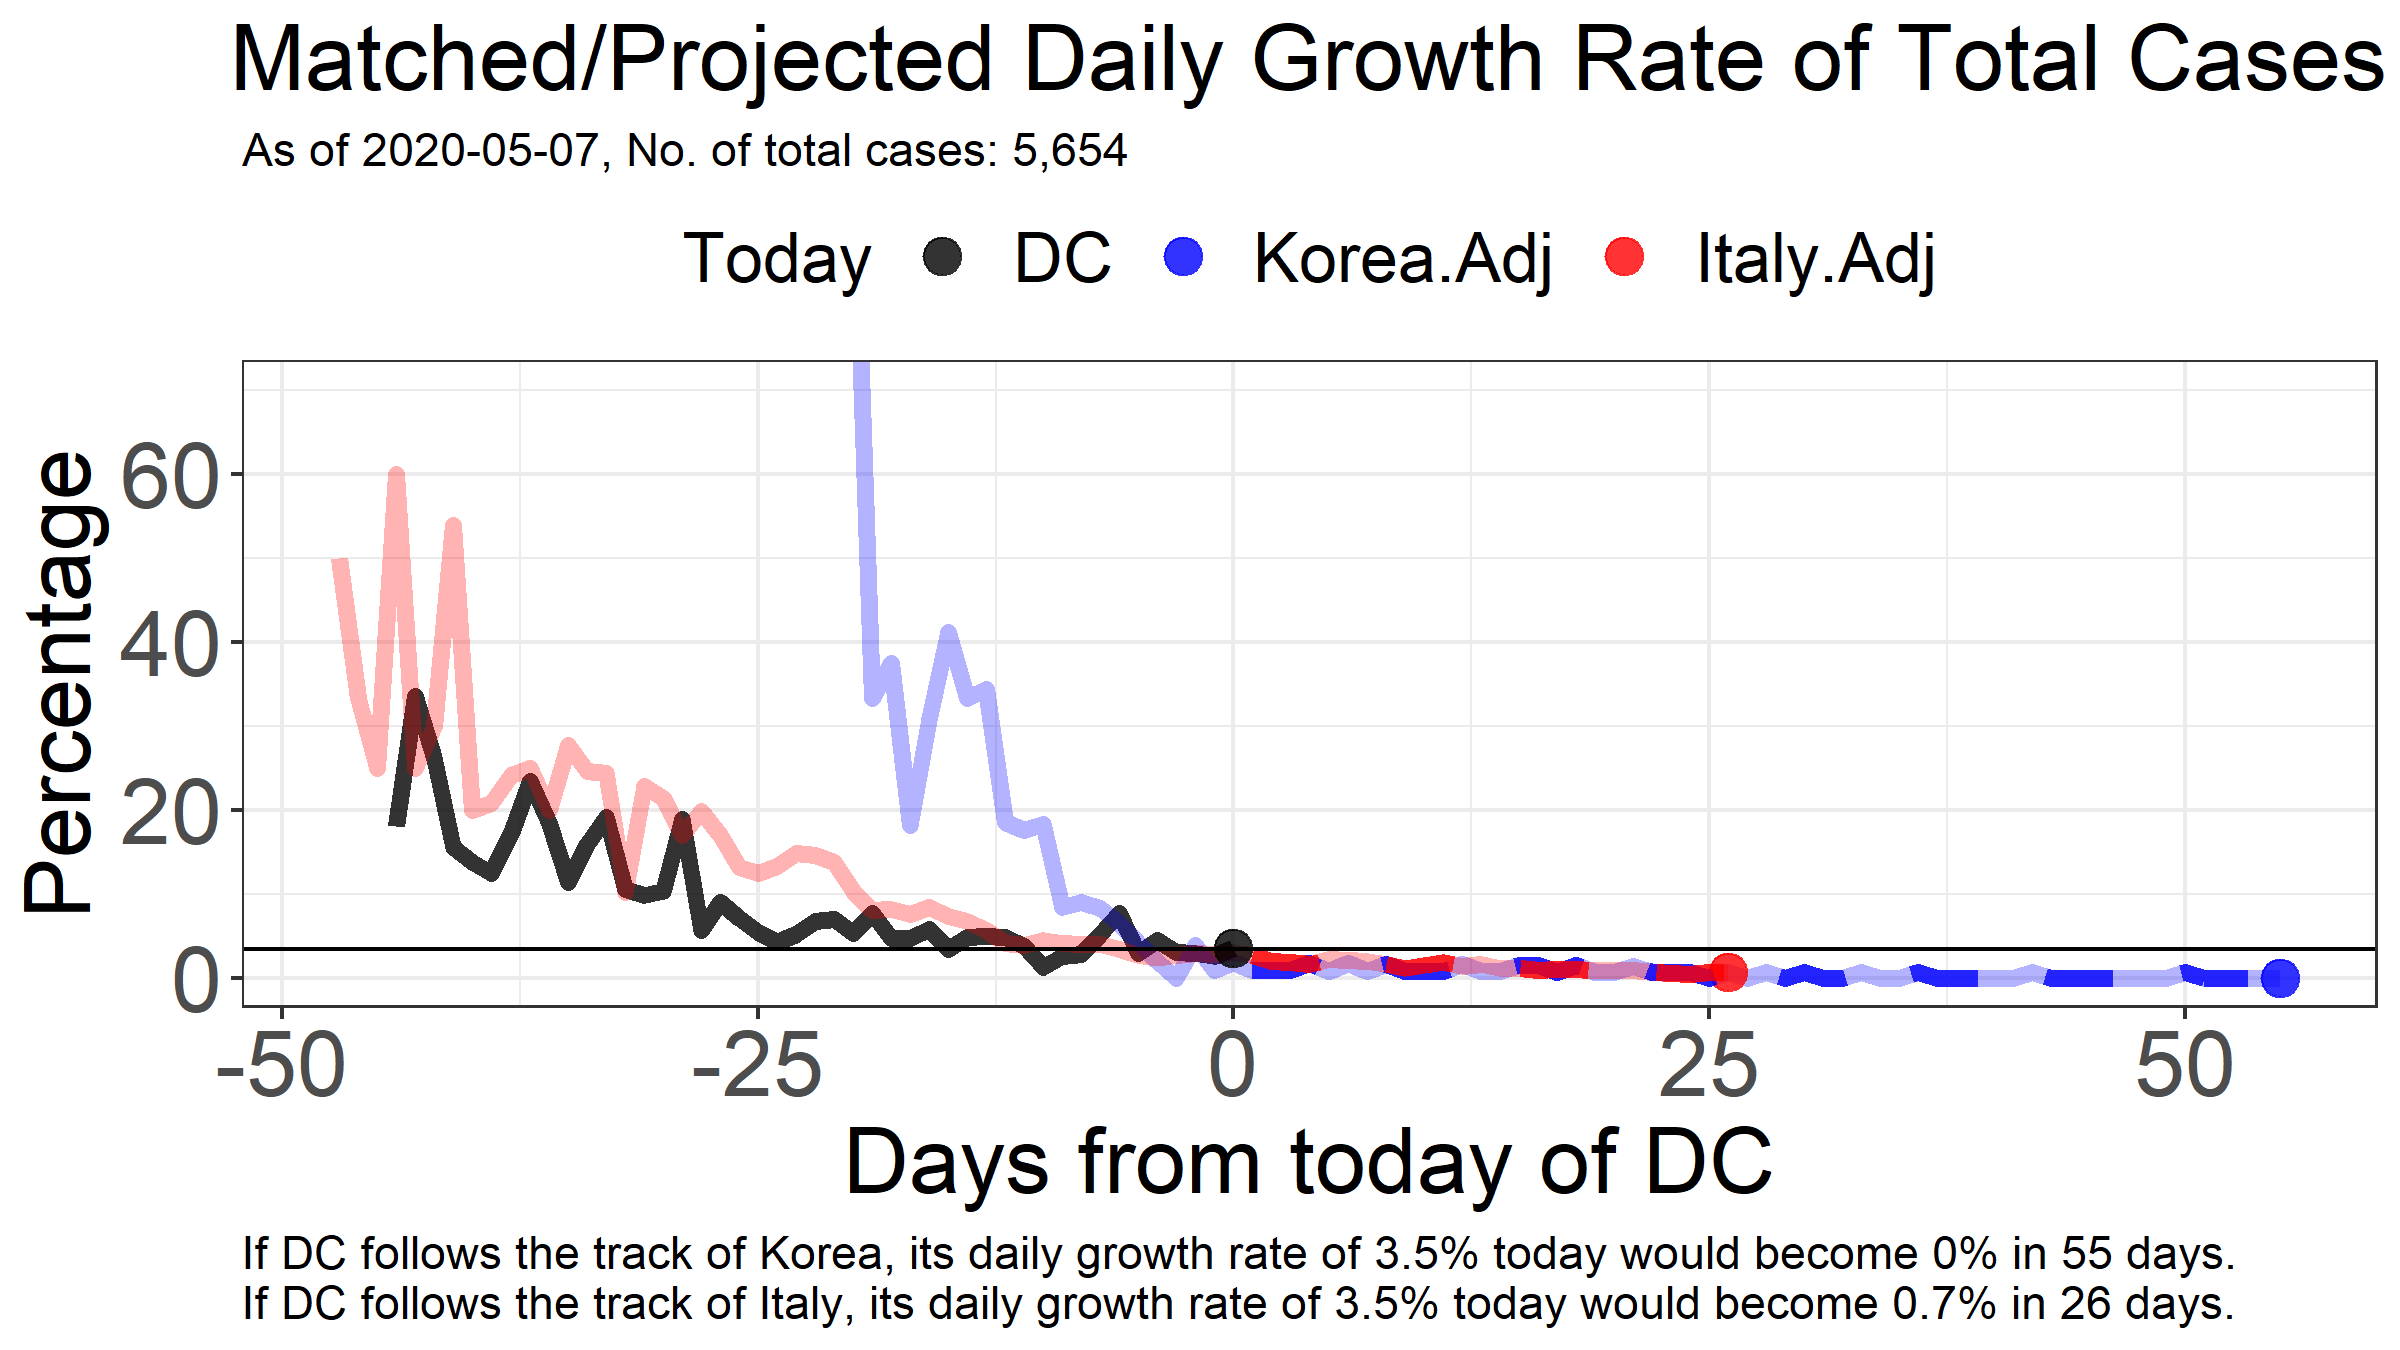 Matched/Projected Daily Growth Rate of Total Cases
As of 2020-05-07, No. of total cases: 5,654
Today DC Korea.Adj Italy.Adj
Percentage
60
40
20
0
-50 -25 0 25 50
Days from today of DC
If DC follows the track of Korea, its daily growth rate of 3.5% today would become 0% in 55 days.
If DC follows the track of Italy, its daily growth rate of 3.5% today would become 0.7% in 26 days.